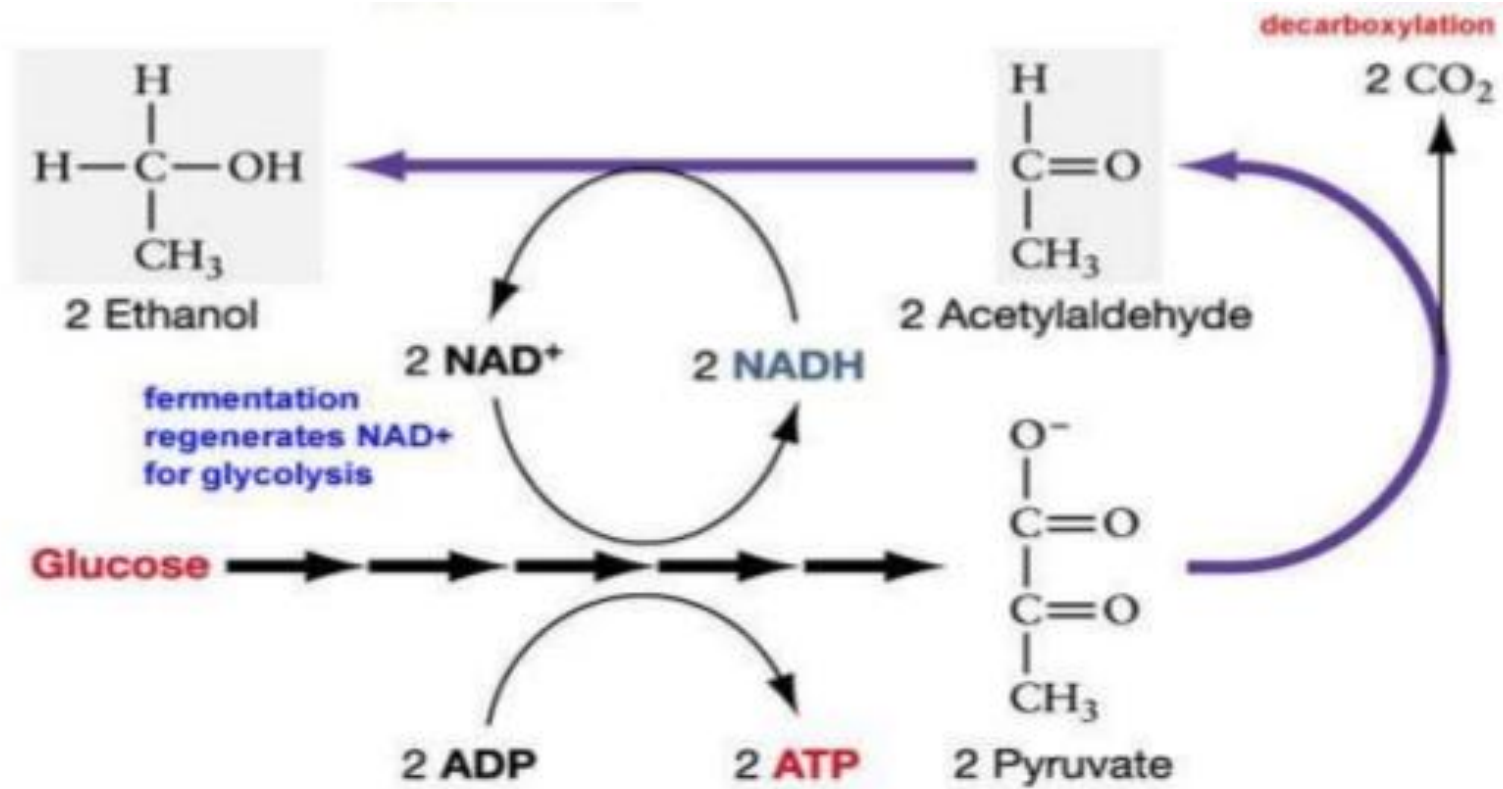 decarboxylation
2 CO₂
H
H—C—OH
CH₃
2 Ethanol
H
C=O
CH₃
2 Acetylaldehyde
2 NAD⁺
2 NADH
fermentation
regenerates NAD+
for glycolysis
Glucose
O⁻
C=O
C=O
CH₃
2 Pyruvate
2 ADP
2 ATP